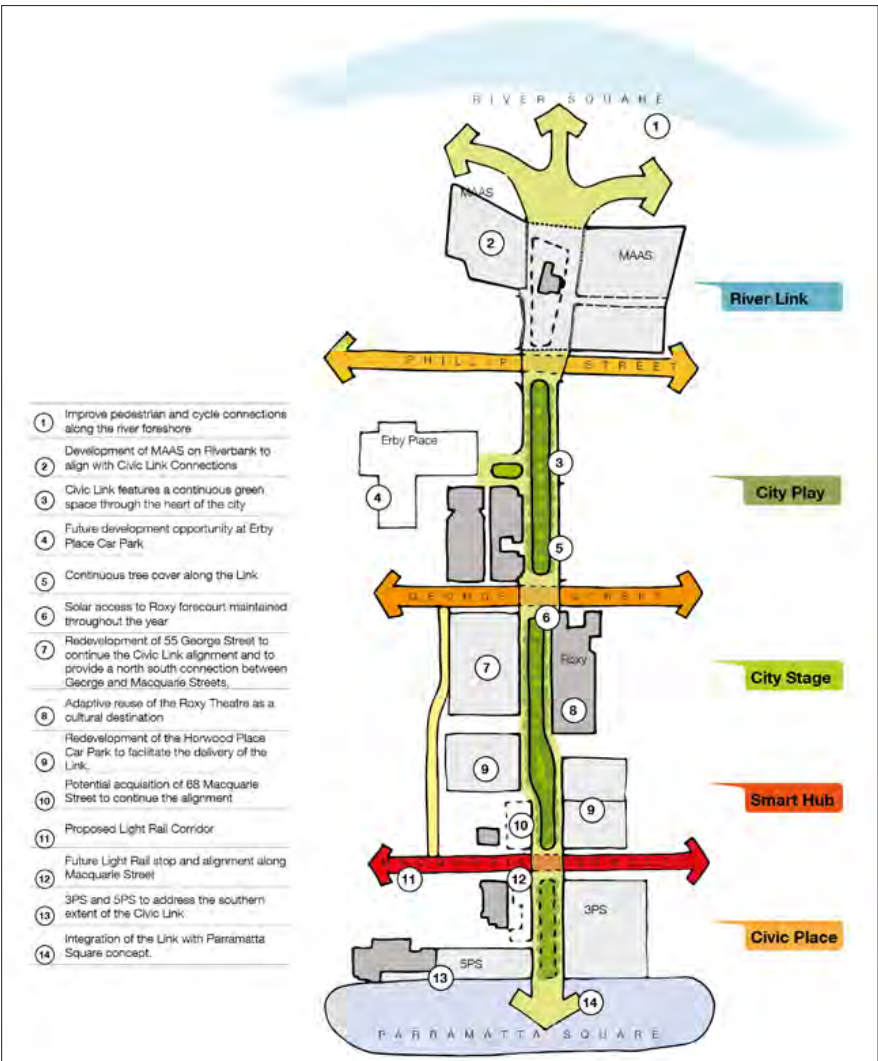 RIVER SQUARE
1
MAAS
2
MAAS
River Link
PHILLIP STREET
1 Improve pedestrian and cycle connections
along the river foreshore
2 Development of MAAS on Riverbank to
align with Civic Link Connections
3 Civic Link features a continuous green
space through the heart of the city
4 Future development opportunity at Erby
Place Car Park
5 Continuous tree cover along the Link
6 Solar access to Roxy forecourt maintained
throughout the year
7 Redevelopment of 55 George Street to
continue the Civic Link alignment and to
provide a north south connection between
George and Macquarie Streets,
8 Adaptive reuse of the Roxy Theatre as a
cultural destination
9 Redevelopment of the Horwood Place
Car Park to facilitate the delivery of the
Link.
10 Potential acquisition of 68 Macquarie
Street to continue the alignment
11 Proposed Light Rail Corridor
12 Future Light Rail stop and alignment along
Macquarie Street
13 3PS and 5PS to address the southern
extent of the Civic Link
14 Integration of the Link with Parramatta
Square concept.
Erby Place
3
4
City Play
5
GEORGE STREET
6
Roxy
7
City Stage
8
9
9
Smart Hub
10
11
12
3PS
Civic Place
5PS
13
14
PARRAMATTA SQUARE